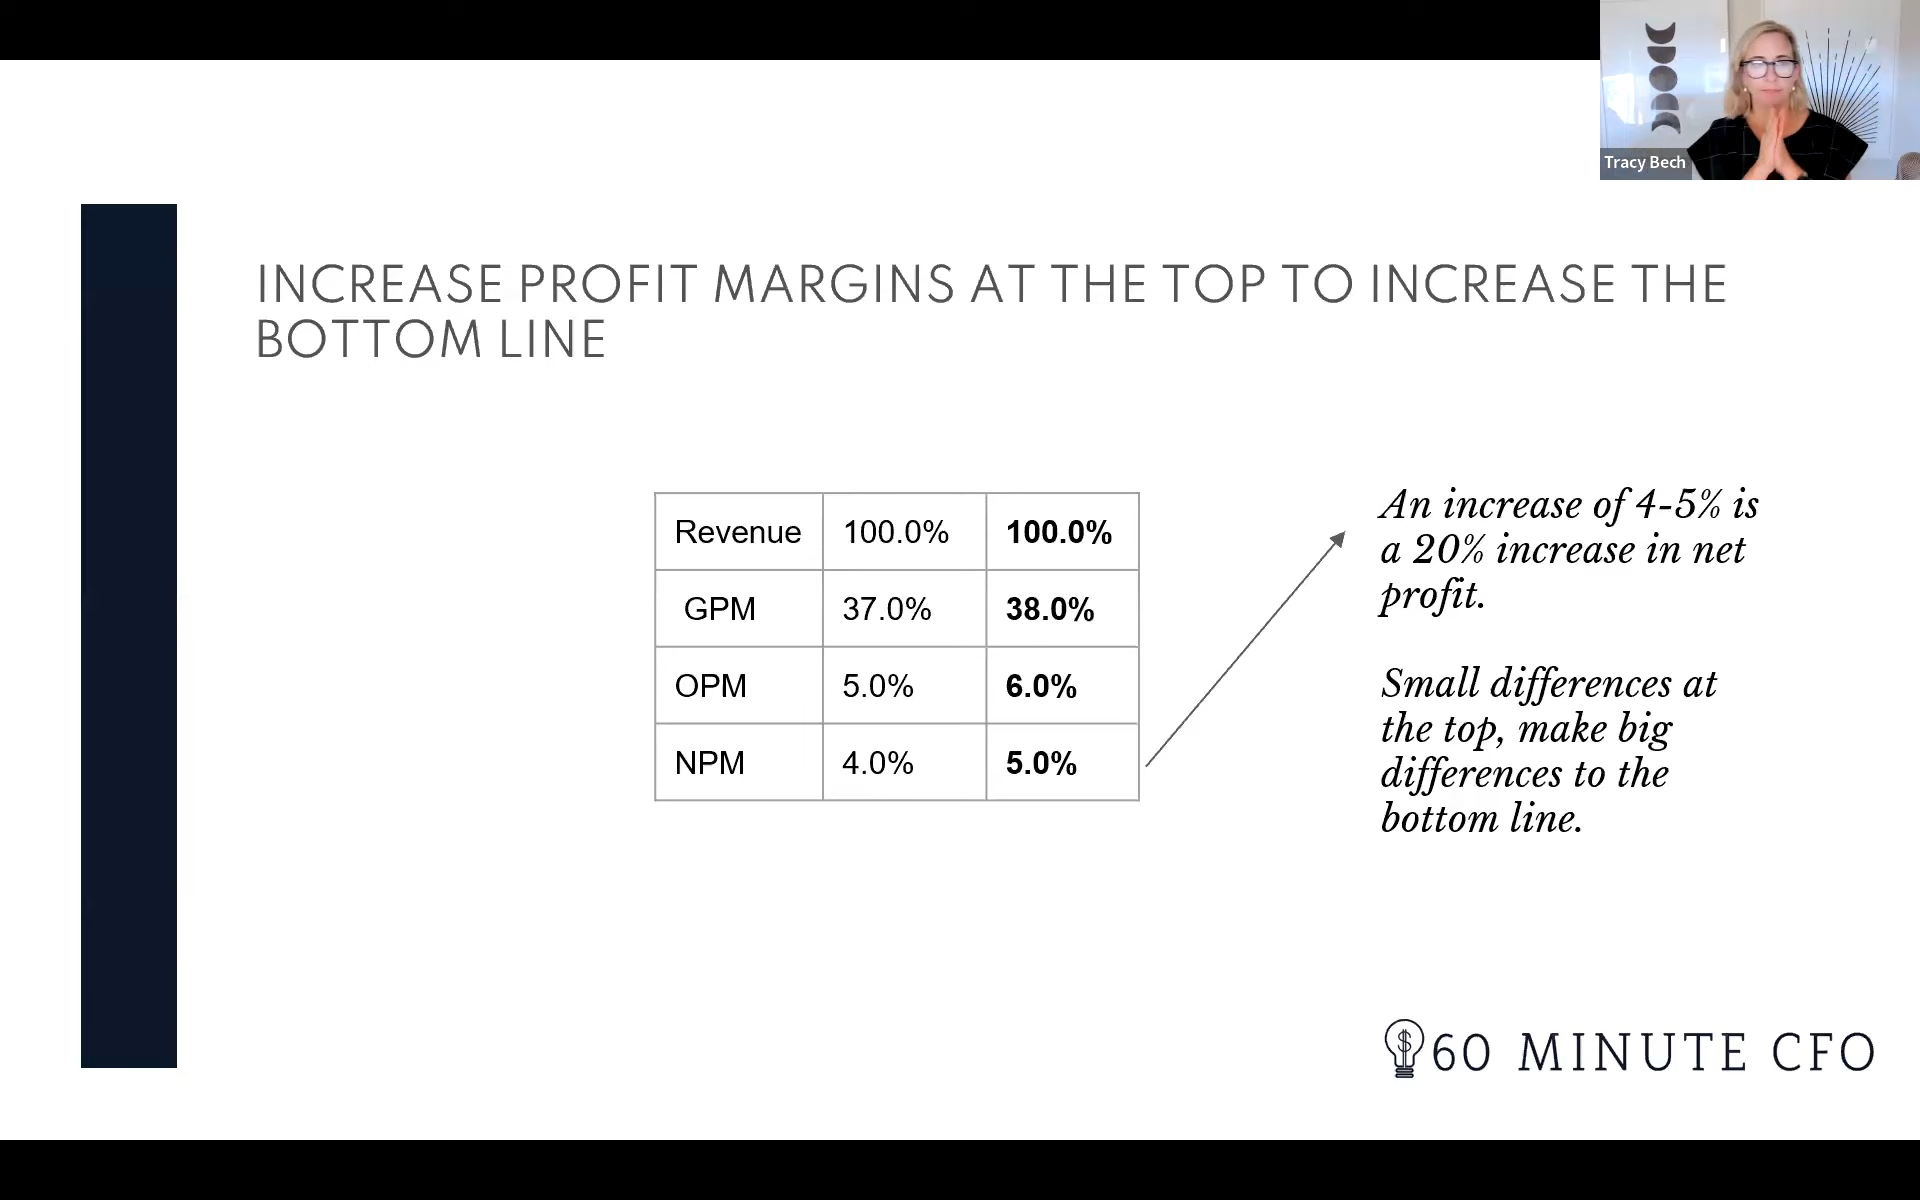 Tracy Bech
INCREASE PROFIT MARGINS AT THE TOP TO INCREASE THE
BOTTOM LINE
Revenue 100.0% 100.0%
GPM 37.0% 38.0%
OPM 5.0% 6.0%
NPM 4.0% 5.0%
An increase of 4-5% is
a 20% increase in net
profit.
Small differences at
the top, make big
differences to the
bottom line.
$ 60 MINUTE CFO